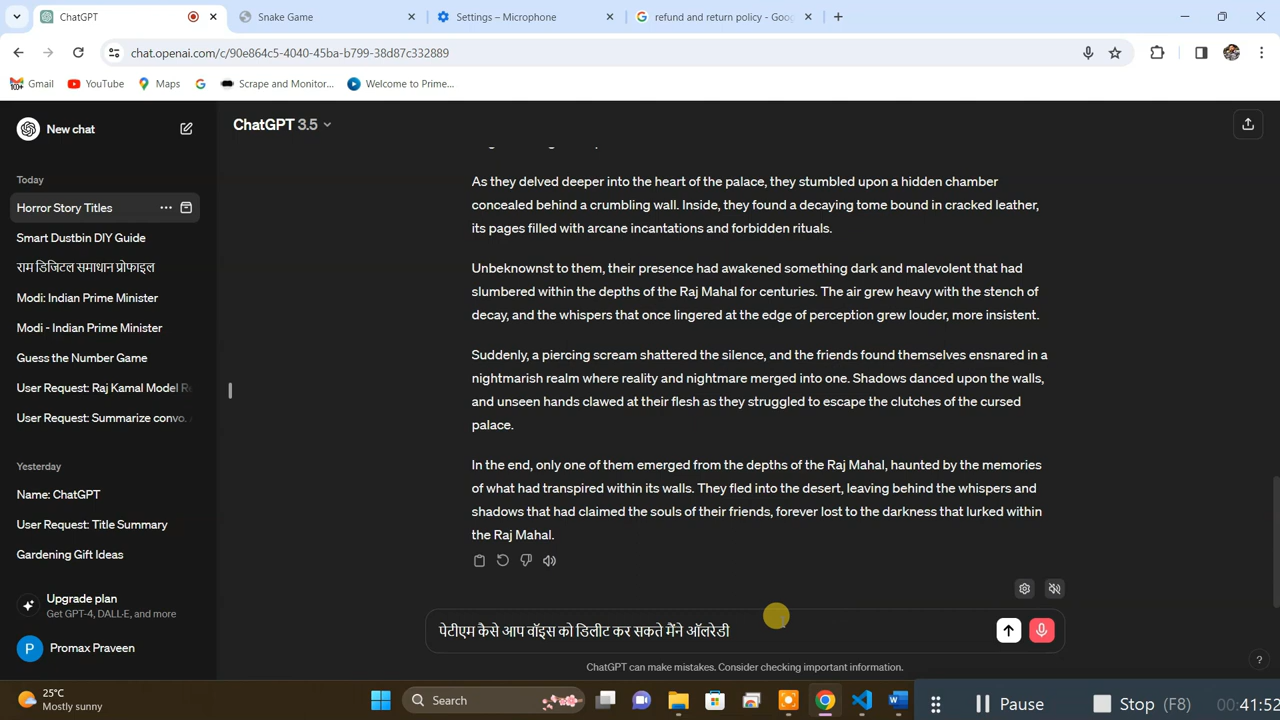 ChatGPT
Snake Game
Settings – Microphone
refund and return policy - Goog
chat.openai.com/c/90e864c5-4040-45ba-b799-38d87c332889
Gmail
YouTube
Maps
Scrape and Monitor...
Welcome to Prime...
New chat
ChatGPT 3.5
Today
Horror Story Titles
Smart Dustbin DIY Guide
राम डिजिटल समाधान प्रोफाइल
Modi: Indian Prime Minister
Modi - Indian Prime Minister
Guess the Number Game
User Request: Raj Kamal Model Re
User Request: Summarize convo.
Yesterday
Name: ChatGPT
User Request: Title Summary
Gardening Gift Ideas
Upgrade plan
Get GPT-4, DALL·E, and more
P
Promax Praveen
As they delved deeper into the heart of the palace, they stumbled upon a hidden chamber
concealed behind a crumbling wall. Inside, they found a decaying tome bound in cracked leather,
its pages filled with arcane incantations and forbidden rituals.
Unbeknownst to them, their presence had awakened something dark and malevolent that had
slumbered within the depths of the Raj Mahal for centuries. The air grew heavy with the stench of
decay, and the whispers that once lingered at the edge of perception grew louder, more insistent.
Suddenly, a piercing scream shattered the silence, and the friends found themselves ensnared in a
nightmarish realm where reality and nightmare merged into one. Shadows danced upon the walls,
and unseen hands clawed at their flesh as they struggled to escape the clutches of the cursed
palace.
In the end, only one of them emerged from the depths of the Raj Mahal, haunted by the memories
of what had transpired within its walls. They fled into the desert, leaving behind the whispers and
shadows that had claimed the souls of their friends, forever lost to the darkness that lurked within
the Raj Mahal.
पेटीएम कैसे आप वॉइस को डिलीट कर सकते मैंने ऑलरेडी
ChatGPT can make mistakes. Consider checking important information.
?
25°C
Mostly sunny
Search
Pause
Stop (F8)
00:41:52